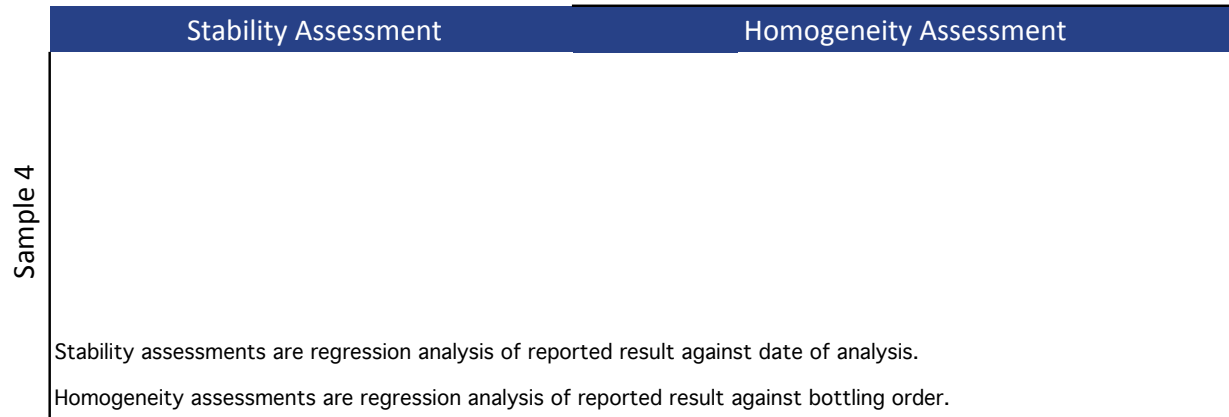 Stability Assessment Homogeneity Assessment
Sample 4
Stability assessments are regression analysis of reported result against date of analysis.
Homogeneity assessments are regression analysis of reported result against bottling order.